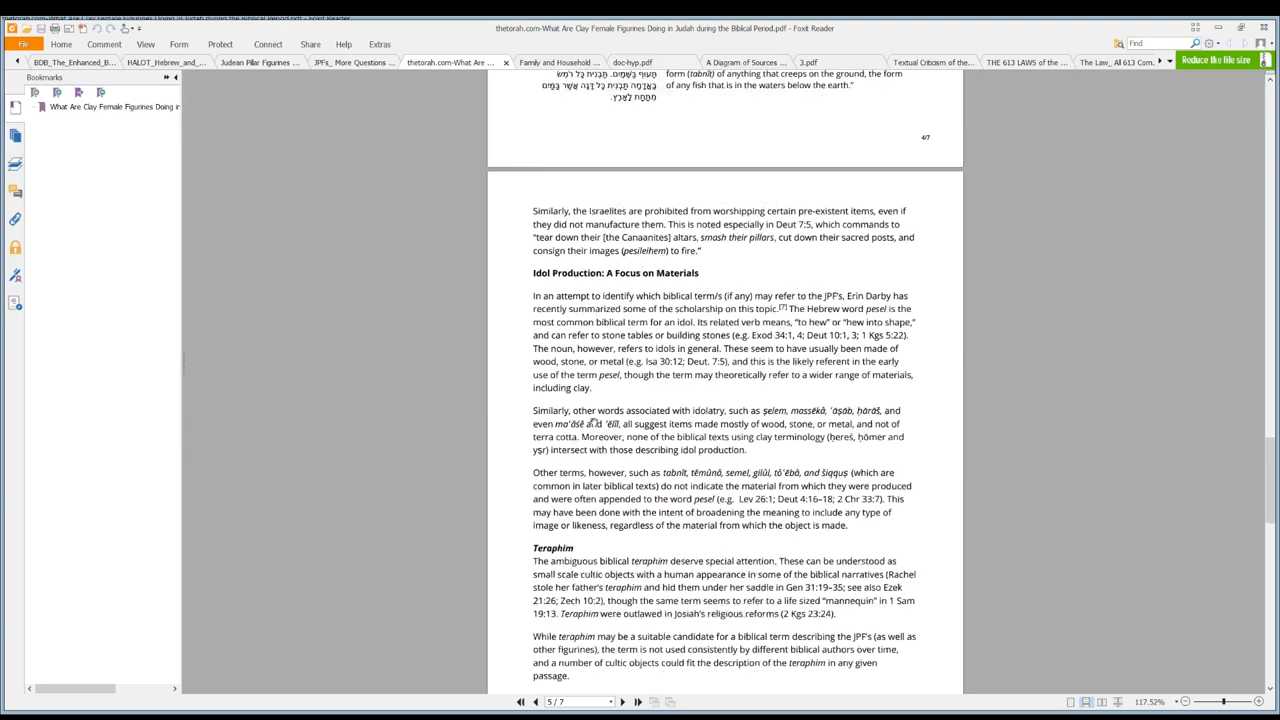 thetorah.com-What Are Clay Female Figurines Doing in Judah during the Biblical Period.pdf - Foxit Reader
File Home Comment View Form Protect Connect Share Help Extras
Find
BDB_The_Enhanced_B... HALOT_Hebrew_and_... Judean Pillar Figurines ... JPFs_ More Questions ... thetorah.com-What Are ... Family and Household ... doc-hyp.pdf A Diagram of Sources ... 3.pdf Textual Criticism of the... THE 613 LAWS of the ... The Law_ All 613 Com...
Reduce the file size
Bookmarks
What Are Clay Female Figurines Doing in
תְּעוּף בַּשָּׁמָיִם. תַּבְנִית כָּל רֹמֵשׂ
בָּאֲדָמָה תַּבְנִית כָּל דָּגָה אֲשֶׁר בַּמַּיִם
מִתַּחַת לָאָרֶץ.
form (tabnît) of anything that creeps on the ground, the form
of any fish that is in the waters below the earth."
4/7
Similarly, the Israelites are prohibited from worshipping certain pre-existent items, even if
they did not manufacture them. This is noted especially in Deut 7:5, which commands to
“tear down their [the Canaanites] altars, smash their pillars, cut down their sacred posts, and
consign their images (pesileihem) to fire.”
Idol Production: A Focus on Materials
In an attempt to identify which biblical term/s (if any) may refer to the JPF’s, Erin Darby has
recently summarized some of the scholarship on this topic.[7] The Hebrew word pesel is the
most common biblical term for an idol. Its related verb means, “to hew” or “hew into shape,”
and can refer to stone tables or building stones (e.g. Exod 34:1, 4; Deut 10:1, 3; 1 Kgs 5:22).
The noun, however, refers to idols in general. These seem to have usually been made of
wood, stone, or metal (e.g. Isa 30:12; Deut. 7:5), and this is the likely referent in the early
use of the term pesel, though the term may theoretically refer to a wider range of materials,
including clay.
Similarly, other words associated with idolatry, such as ṣelem, massēkâ, ʿāṣāb, ḥārāš, and
even maʿăśê and ʾĕlîl, all suggest items made mostly of wood, stone, or metal, and not of
terra cotta. Moreover, none of the biblical texts using clay terminology (ḥereś, ḥōmer and
yṣr) intersect with those describing idol production.
Other terms, however, such as tabnît, tĕmûnâ, semel, gilûl, tôʿēbâ, and šiqquṣ (which are
common in later biblical texts) do not indicate the material from which they were produced
and were often appended to the word pesel (e.g. Lev 26:1; Deut 4:16–18; 2 Chr 33:7). This
may have been done with the intent of broadening the meaning to include any type of
image or likeness, regardless of the material from which the object is made.
Teraphim
The ambiguous biblical teraphim deserve special attention. These can be understood as
small scale cultic objects with a human appearance in some of the biblical narratives (Rachel
stole her father’s teraphim and hid them under her saddle in Gen 31:19–35; see also Ezek
21:26; Zech 10:2), though the same term seems to refer to a life sized “mannequin” in 1 Sam
19:13. Teraphim were outlawed in Josiah’s religious reforms (2 Kgs 23:24).
While teraphim may be a suitable candidate for a biblical term describing the JPF’s (as well as
other figurines), the term is not used consistently by different biblical authors over time,
and a number of cultic objects could fit the description of the teraphim in any given
passage.
5 / 7
117.52%